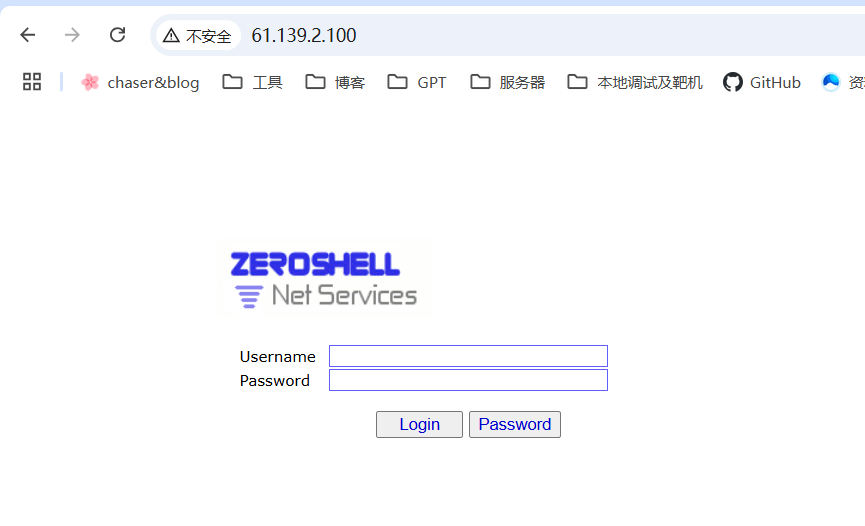 不安全 61.139.2.100
chaser&blog 工具 博客 GPT 服务器 本地调试及靶机 GitHub
ZEROSHELL
Net Services
Username
Password
Login Password